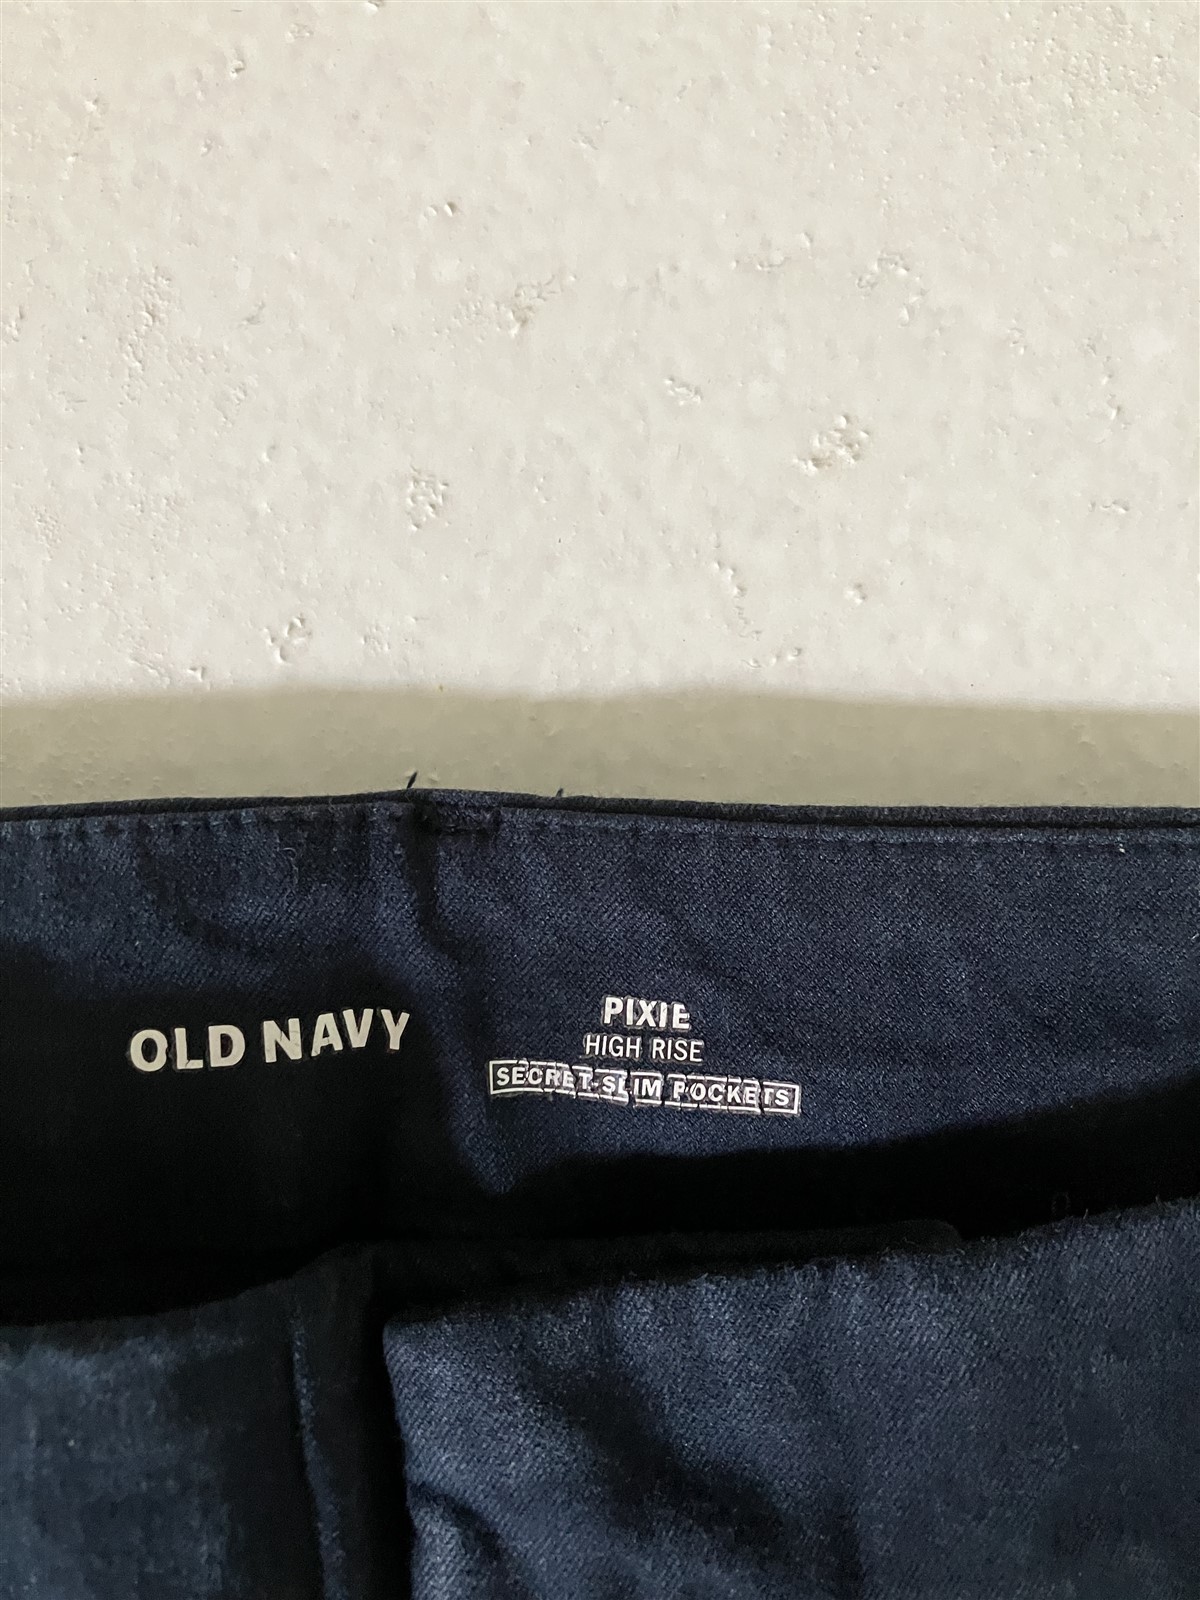 OLD NAVY
PIXIE
HIGH RISE
SECRET-SLIM POCKETS